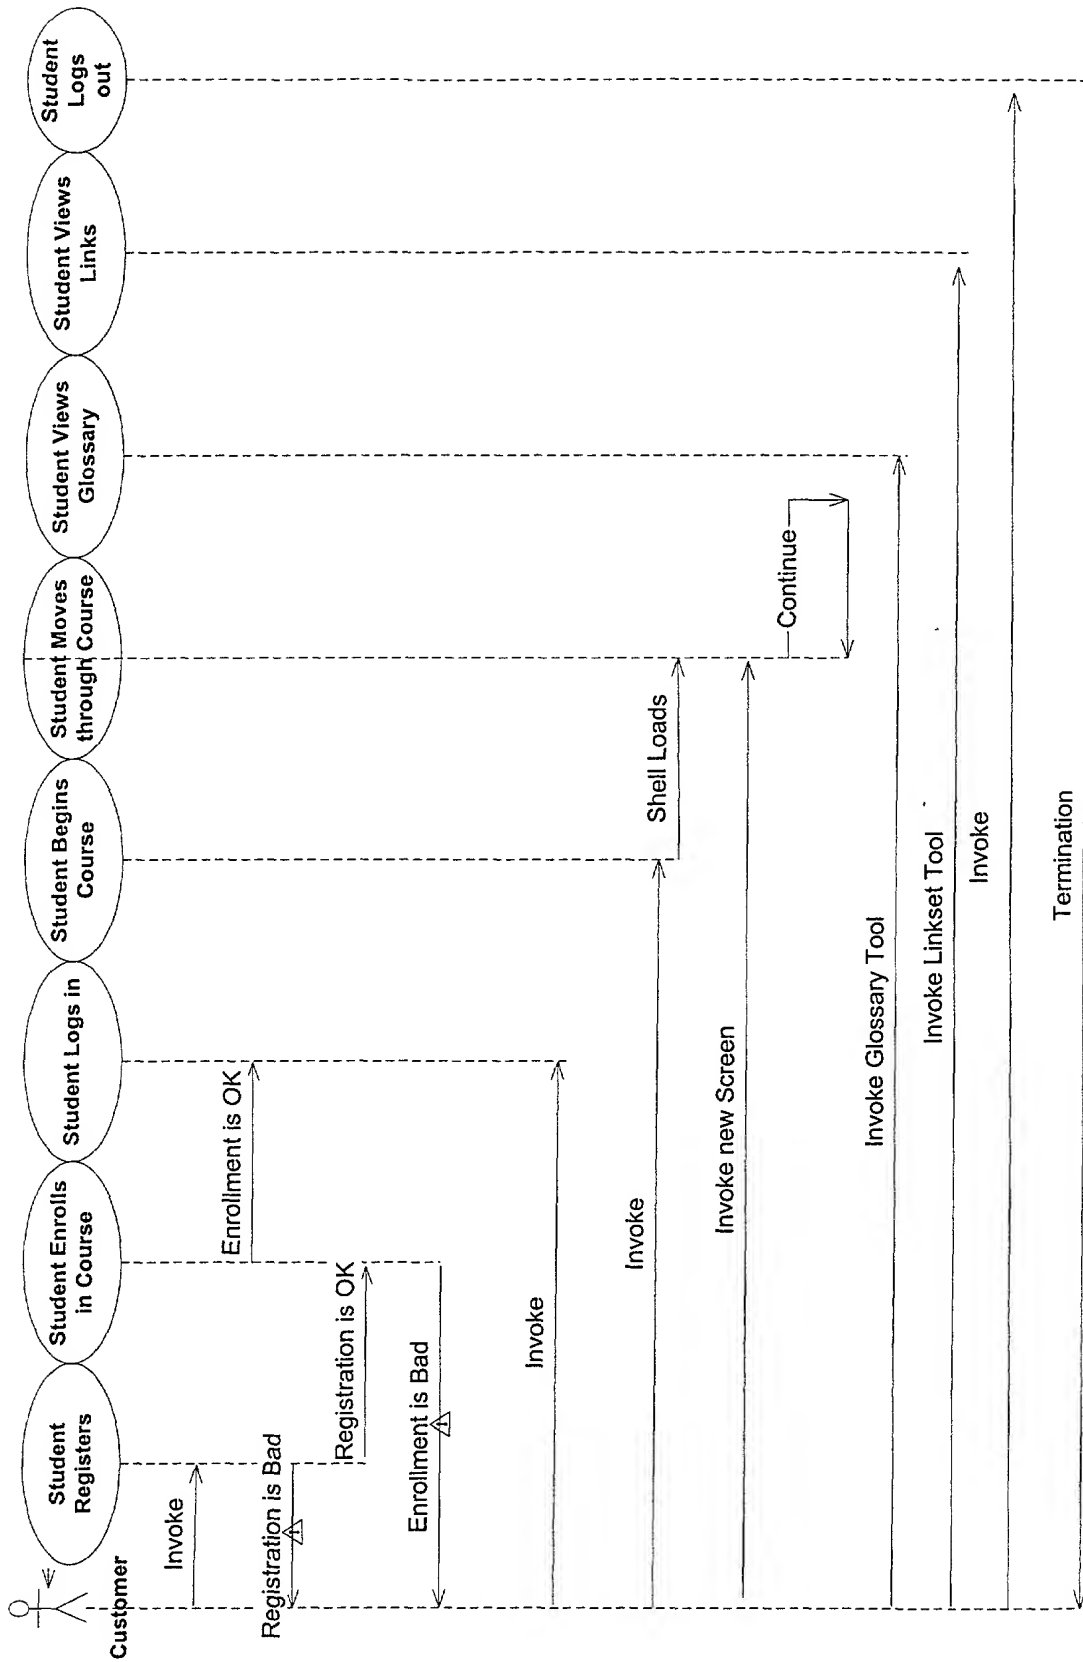 Customer
Student
Registers
Student Enrolls
in Course
Student Logs in
Student Begins
Course
Student Moves
through Course
Student Views
Glossary
Student Views
Links
Student
Logs
out
Invoke
Enrollment is OK
Registration is Bad
Registration is OK
Enrollment is Bad
Invoke
Invoke
Shell Loads
Invoke new Screen
Continue
Invoke Glossary Tool
Invoke Linkset Tool
Invoke
Termination